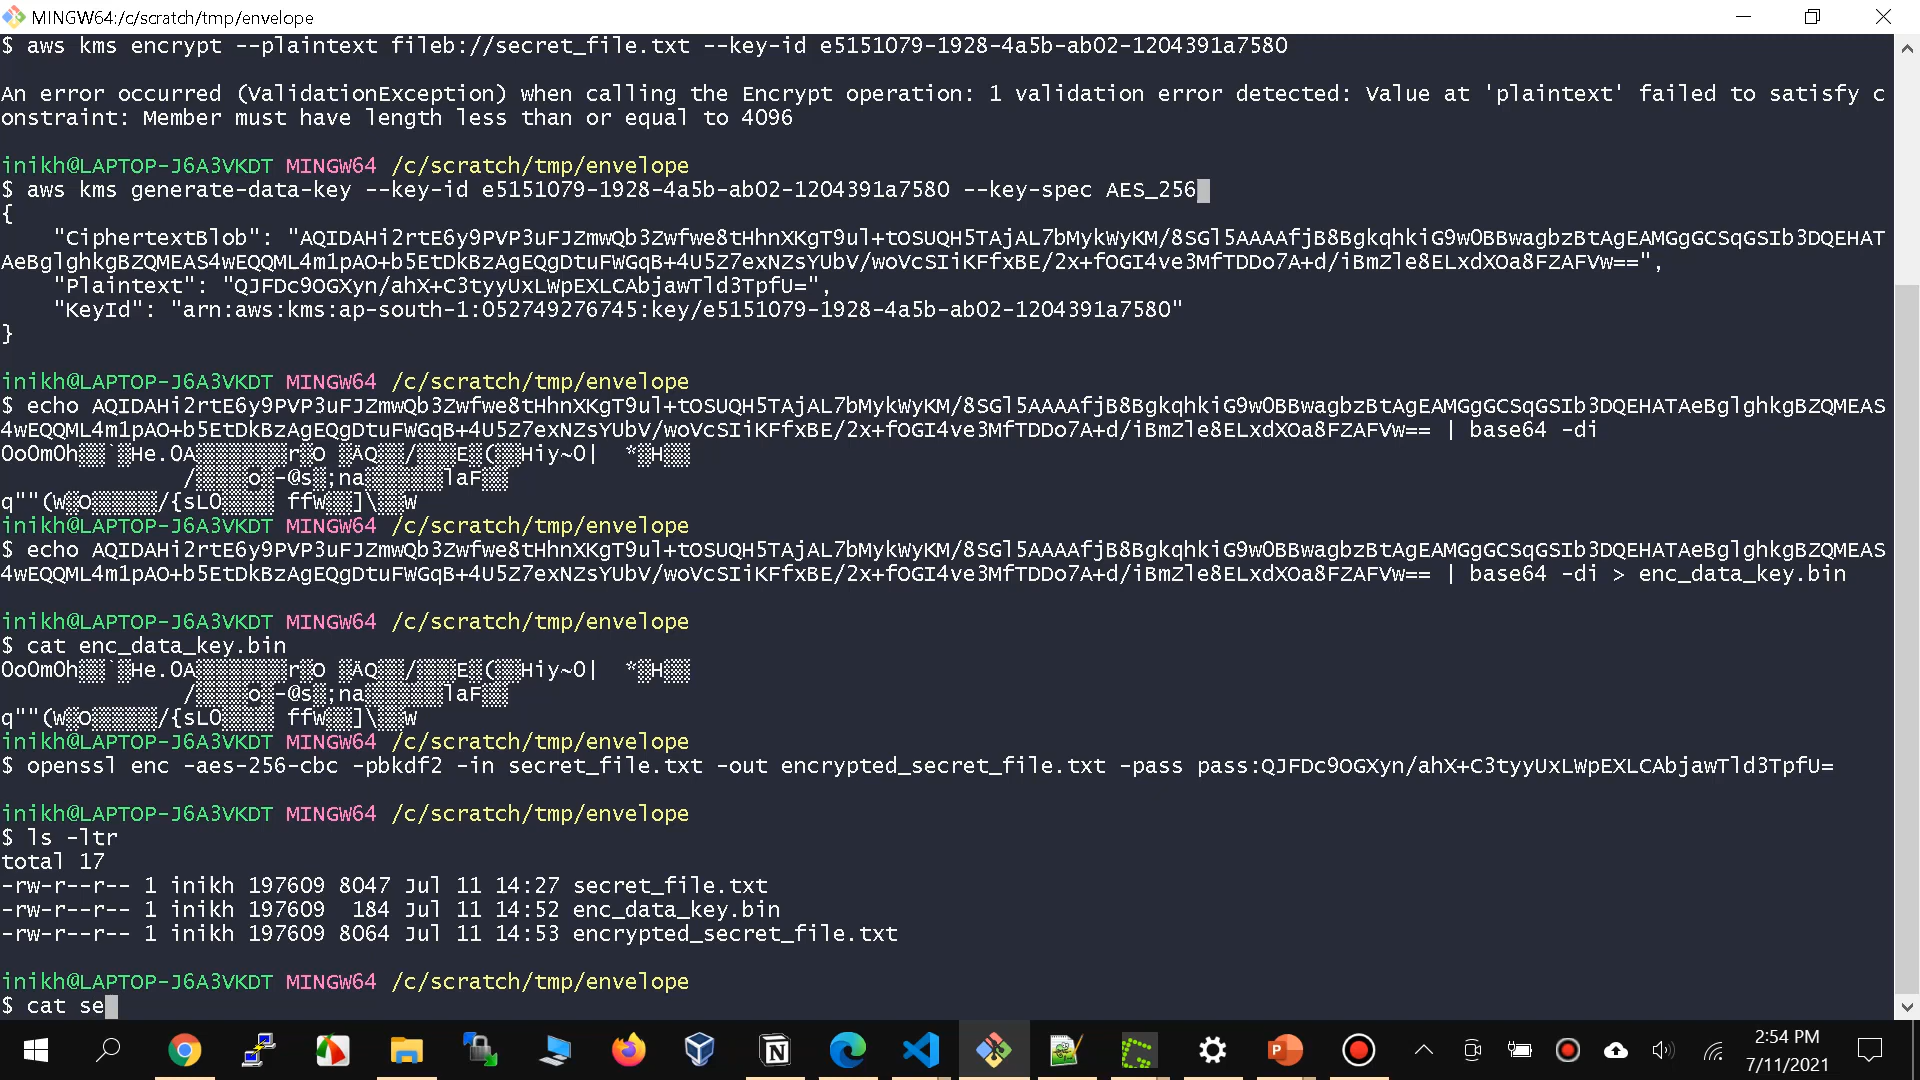 MINGW64:/c/scratch/tmp/envelope
$ aws kms encrypt --plaintext fileb://secret_file.txt --key-id e5151079-1928-4a5b-ab02-1204391a7580
An error occurred (ValidationException) when calling the Encrypt operation: 1 validation error detected: Value at 'plaintext' failed to satisfy c
onstraint: Member must have length less than or equal to 4096
inikh@LAPTOP-J6A3VKDT MINGW64 /c/scratch/tmp/envelope
$ aws kms generate-data-key --key-id e5151079-1928-4a5b-ab02-1204391a7580 --key-spec AES_256
{
"CiphertextBlob": "AQIDAHi2rtE6y9PVP3uFJZmwQb3Zwfwe8tHhnXKgT9ul+tOSUQH5TAjAL7bMykWyKM/8SGl5AAAAfjB8BgkqhkiG9w0BBwagbzBtAgEAMGgGCSqGSIb3DQEHAT
AeBglghkgBZQMEAS4wEQQML4m1pAO+b5EtDkBzAgEQgDtuFWGqB+4U5Z7exNZsYUbV/woVcSIiKFfxBE/2x+fOGI4ve3MfTDDo7A+d/iBmZle8ELxdXOa8FZAFVw==",
"Plaintext": "QJFDc9OGXyn/ahX+C3tyyUxLWpEXLCAbjawTld3TpfU=",
"KeyId": "arn:aws:kms:ap-south-1:052749276745:key/e5151079-1928-4a5b-ab02-1204391a7580"
}
inikh@LAPTOP-J6A3VKDT MINGW64 /c/scratch/tmp/envelope
$ echo AQIDAHi2rtE6y9PVP3uFJZmwQb3Zwfwe8tHhnXKgT9ul+tOSUQH5TAjAL7bMykWyKM/8SGl5AAAAfjB8BgkqhkiG9w0BBwagbzBtAgEAMGgGCSqGSIb3DQEHATAeBglghkgBZQMEAS
4wEQQML4m1pAO+b5EtDkBzAgEQgDtuFWGqB+4U5Z7exNZsYUbV/woVcSIiKFfxBE/2x+fOGI4ve3MfTDDo7A+d/iBmZle8ELxdXOa8FZAFVw== | base64 -di
inikh@LAPTOP-J6A3VKDT MINGW64 /c/scratch/tmp/envelope
$ echo AQIDAHi2rtE6y9PVP3uFJZmwQb3Zwfwe8tHhnXKgT9ul+tOSUQH5TAjAL7bMykWyKM/8SGl5AAAAfjB8BgkqhkiG9w0BBwagbzBtAgEAMGgGCSqGSIb3DQEHATAeBglghkgBZQMEAS
4wEQQML4m1pAO+b5EtDkBzAgEQgDtuFWGqB+4U5Z7exNZsYUbV/woVcSIiKFfxBE/2x+fOGI4ve3MfTDDo7A+d/iBmZle8ELxdXOa8FZAFVw== | base64 -di > enc_data_key.bin
inikh@LAPTOP-J6A3VKDT MINGW64 /c/scratch/tmp/envelope
$ cat enc_data_key.bin
inikh@LAPTOP-J6A3VKDT MINGW64 /c/scratch/tmp/envelope
$ openssl enc -aes-256-cbc -pbkdf2 -in secret_file.txt -out encrypted_secret_file.txt -pass pass:QJFDc9OGXyn/ahX+C3tyyUxLWpEXLCAbjawTld3TpfU=
inikh@LAPTOP-J6A3VKDT MINGW64 /c/scratch/tmp/envelope
$ ls -ltr
total 17
-rw-r--r-- 1 inikh 197609 8047 Jul 11 14:27 secret_file.txt
-rw-r--r-- 1 inikh 197609 184 Jul 11 14:52 enc_data_key.bin
-rw-r--r-- 1 inikh 197609 8064 Jul 11 14:53 encrypted_secret_file.txt
inikh@LAPTOP-J6A3VKDT MINGW64 /c/scratch/tmp/envelope
$ cat se
2:54 PM
7/11/2021